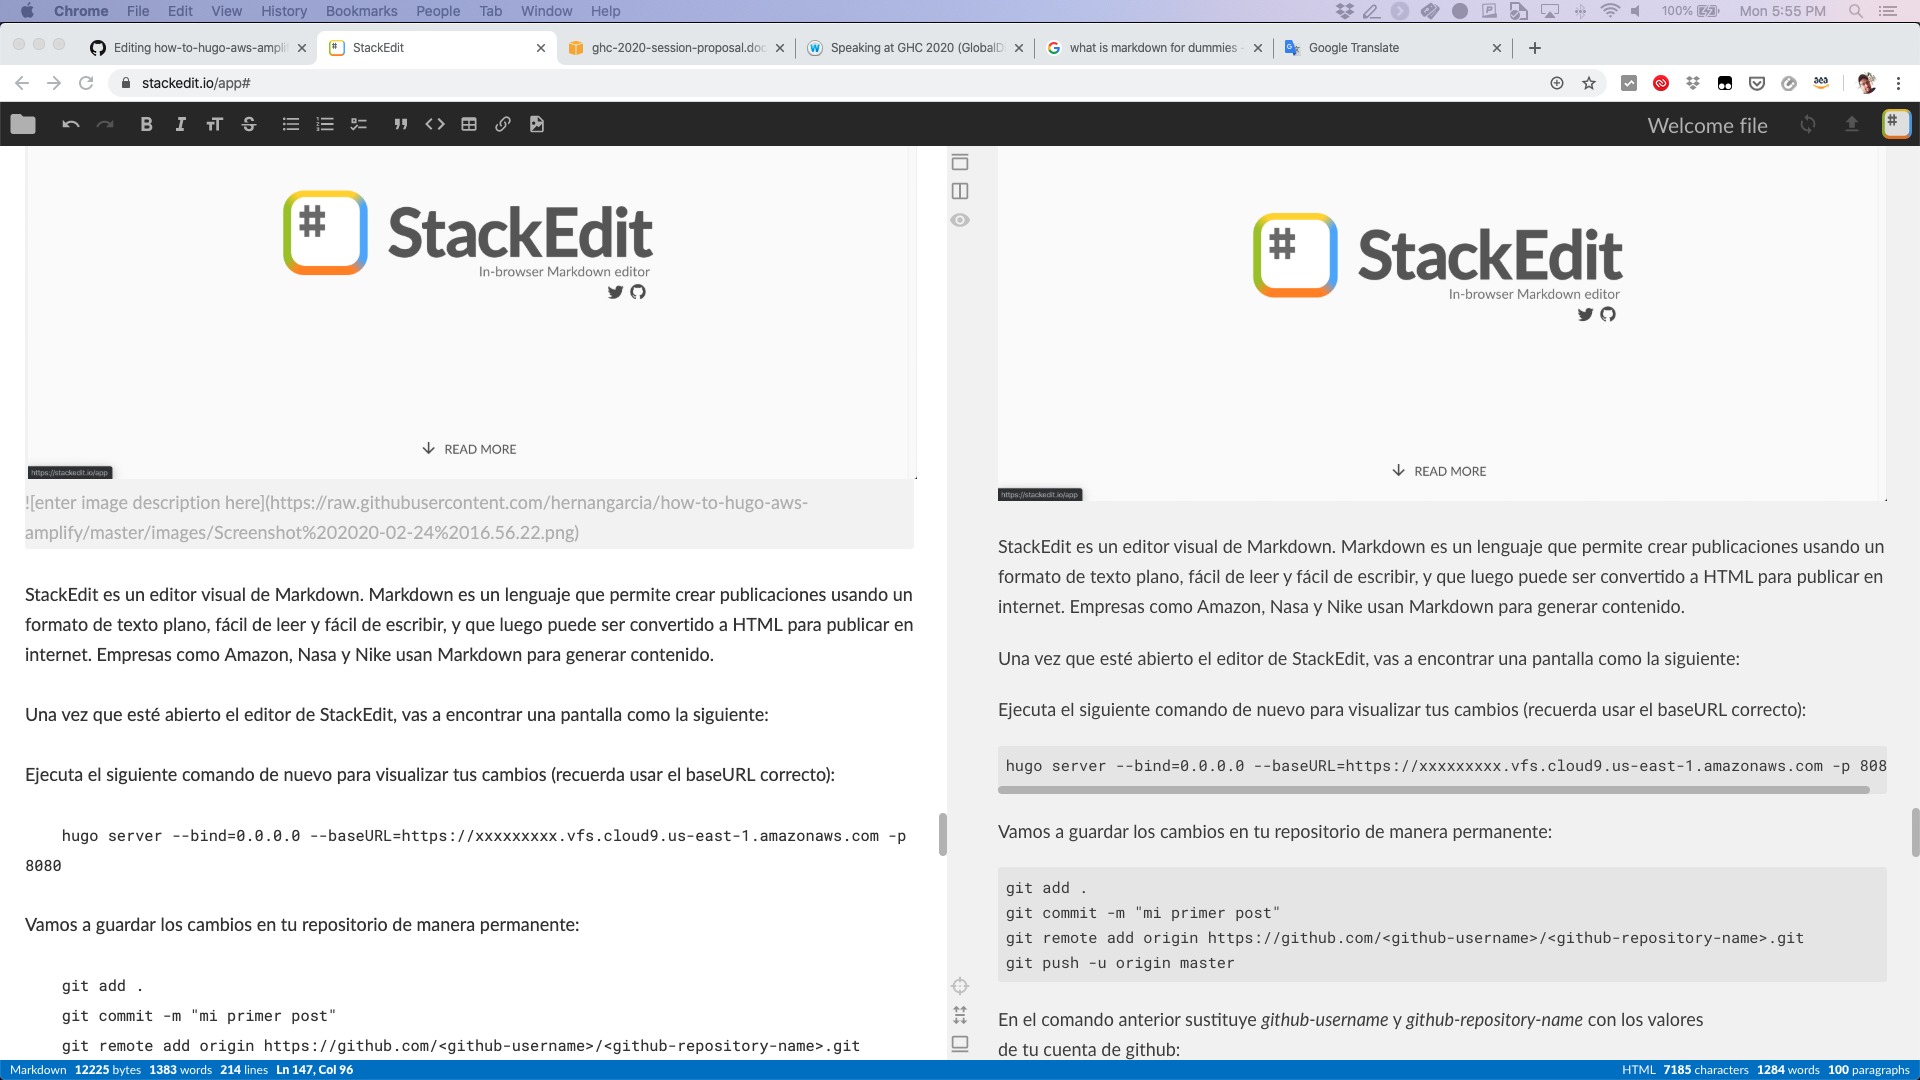 Chrome File Edit View History Bookmarks People Tab Window Help 100% Mon 5:55 PM
Editing how-to-hugo-aws-ampli StackEdit ghc-2020-session-proposal.doc Speaking at GHC 2020 (GlobalD what is markdown for dummies - Google Translate
stackedit.io/app#
B I Welcome file #
# StackEdit
In-browser Markdown editor
READ MORE
https://stackedit.io/app
![enter image description here](https://raw.githubusercontent.com/hernangarcia/how-to-hugo-aws-
amplify/master/images/Screenshot%202020-02-24%2016.56.22.png)
StackEdit es un editor visual de Markdown. Markdown es un lenguaje que permite crear publicaciones usando un
formato de texto plano, fácil de leer y fácil de escribir, y que luego puede ser convertido a HTML para publicar en
internet. Empresas como Amazon, Nasa y Nike usan Markdown para generar contenido.
Una vez que esté abierto el editor de StackEdit, vas a encontrar una pantalla como la siguiente:
Ejecuta el siguiente comando de nuevo para visualizar tus cambios (recuerda usar el baseURL correcto):
hugo server --bind=0.0.0.0 --baseURL=https://xxxxxxxxx.vfs.cloud9.us-east-1.amazonaws.com -p
8080
Vamos a guardar los cambios en tu repositorio de manera permanente:
git add .
git commit -m "mi primer post"
git remote add origin https://github.com/<github-username>/<github-repository-name>.git
# StackEdit
In-browser Markdown editor
READ MORE
https://stackedit.io/app
StackEdit es un editor visual de Markdown. Markdown es un lenguaje que permite crear publicaciones usando un
formato de texto plano, fácil de leer y fácil de escribir, y que luego puede ser convertido a HTML para publicar en
internet. Empresas como Amazon, Nasa y Nike usan Markdown para generar contenido.
Una vez que esté abierto el editor de StackEdit, vas a encontrar una pantalla como la siguiente:
Ejecuta el siguiente comando de nuevo para visualizar tus cambios (recuerda usar el baseURL correcto):
hugo server --bind=0.0.0.0 --baseURL=https://xxxxxxxxx.vfs.cloud9.us-east-1.amazonaws.com -p 808
Vamos a guardar los cambios en tu repositorio de manera permanente:
git add .
git commit -m "mi primer post"
git remote add origin https://github.com/<github-username>/<github-repository-name>.git
git push -u origin master
En el comando anterior sustituye github-username y github-repository-name con los valores
de tu cuenta de github:
Markdown 12225 bytes 1383 words 214 lines Ln 147, Col 96 HTML 7185 characters 1284 words 100 paragraphs